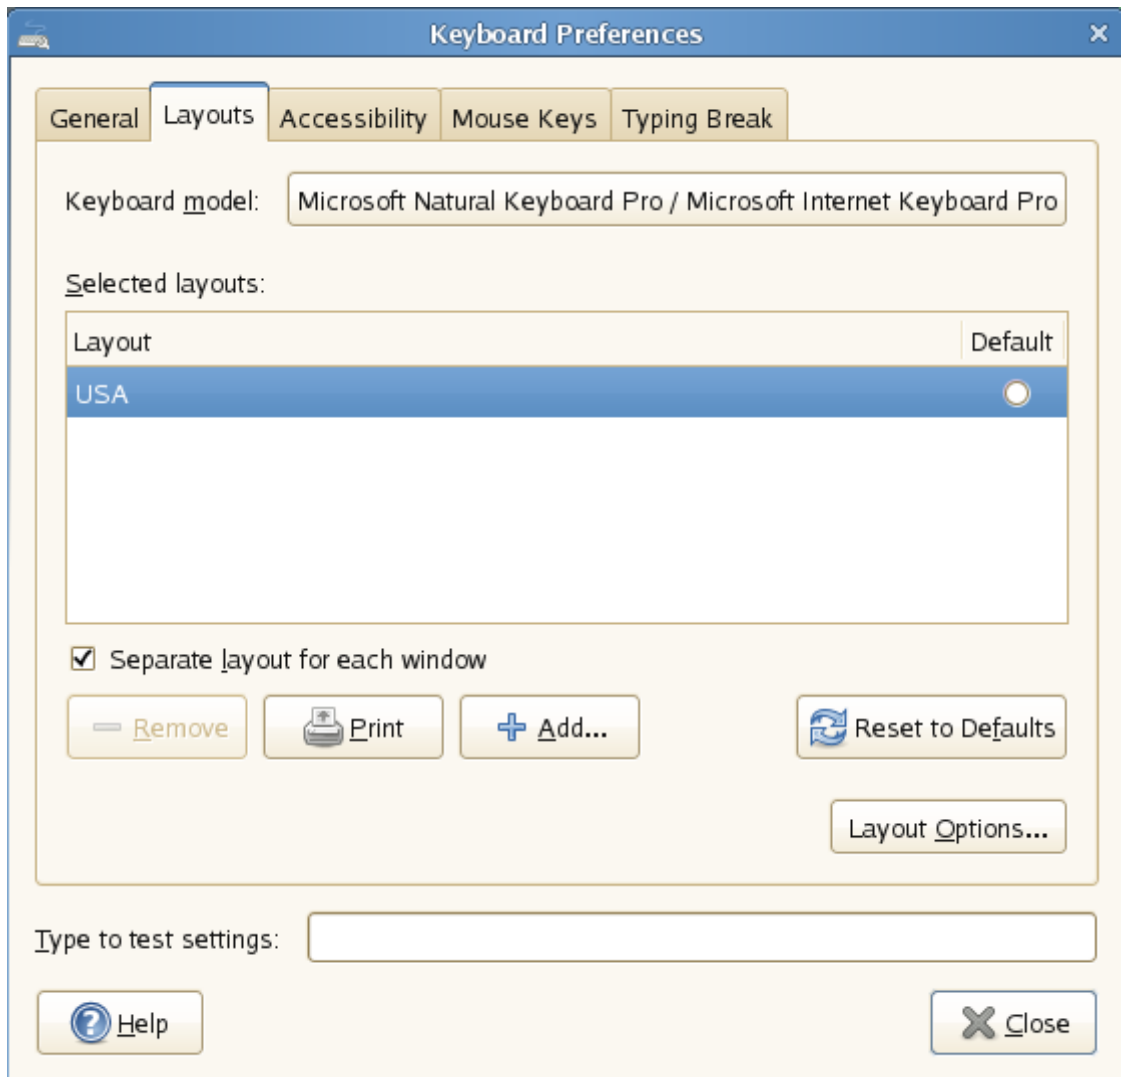 Keyboard Preferences
General Layouts Accessibility Mouse Keys Typing Break
Keyboard model: Microsoft Natural Keyboard Pro / Microsoft Internet Keyboard Pro
Selected layouts:
Layout Default
USA
Separate layout for each window
Remove Print Add... Reset to Defaults
Layout Options...
Type to test settings:
Help Close